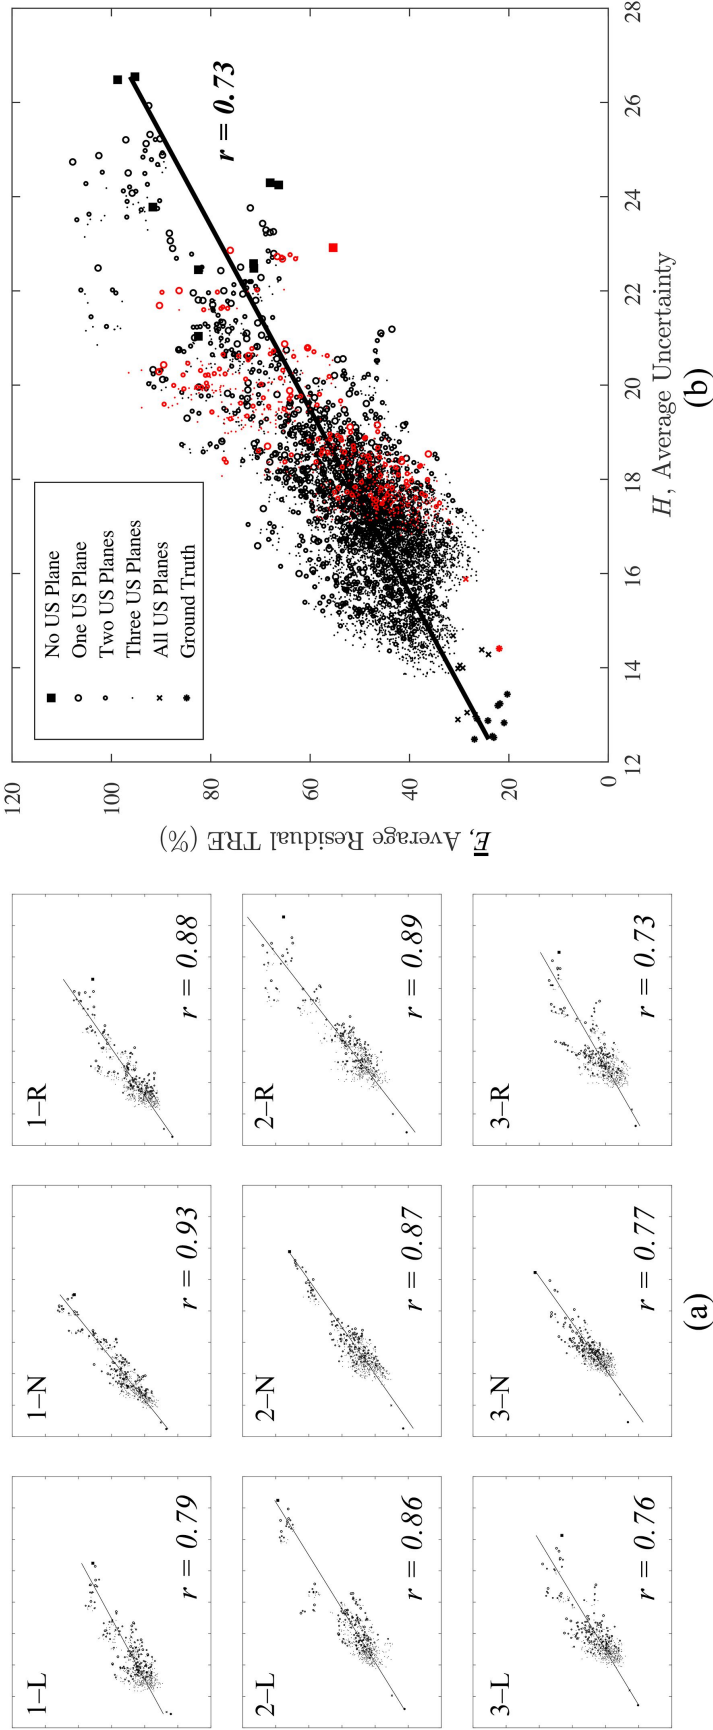 1–L
r = 0.79
1–N
r = 0.93
1–R
r = 0.88
2–L
r = 0.86
2–N
r = 0.87
2–R
r = 0.89
3–L
r = 0.76
3–N
r = 0.77
3–R
r = 0.73
(a)
120
100
80
60
40
20
0
E, Average Residual TRE (%)
No US Plane
One US Plane
Two US Planes
Three US Planes
All US Planes
Ground Truth
r = 0.73
12
14
16
18
20
22
24
26
28
H, Average Uncertainty
(b)